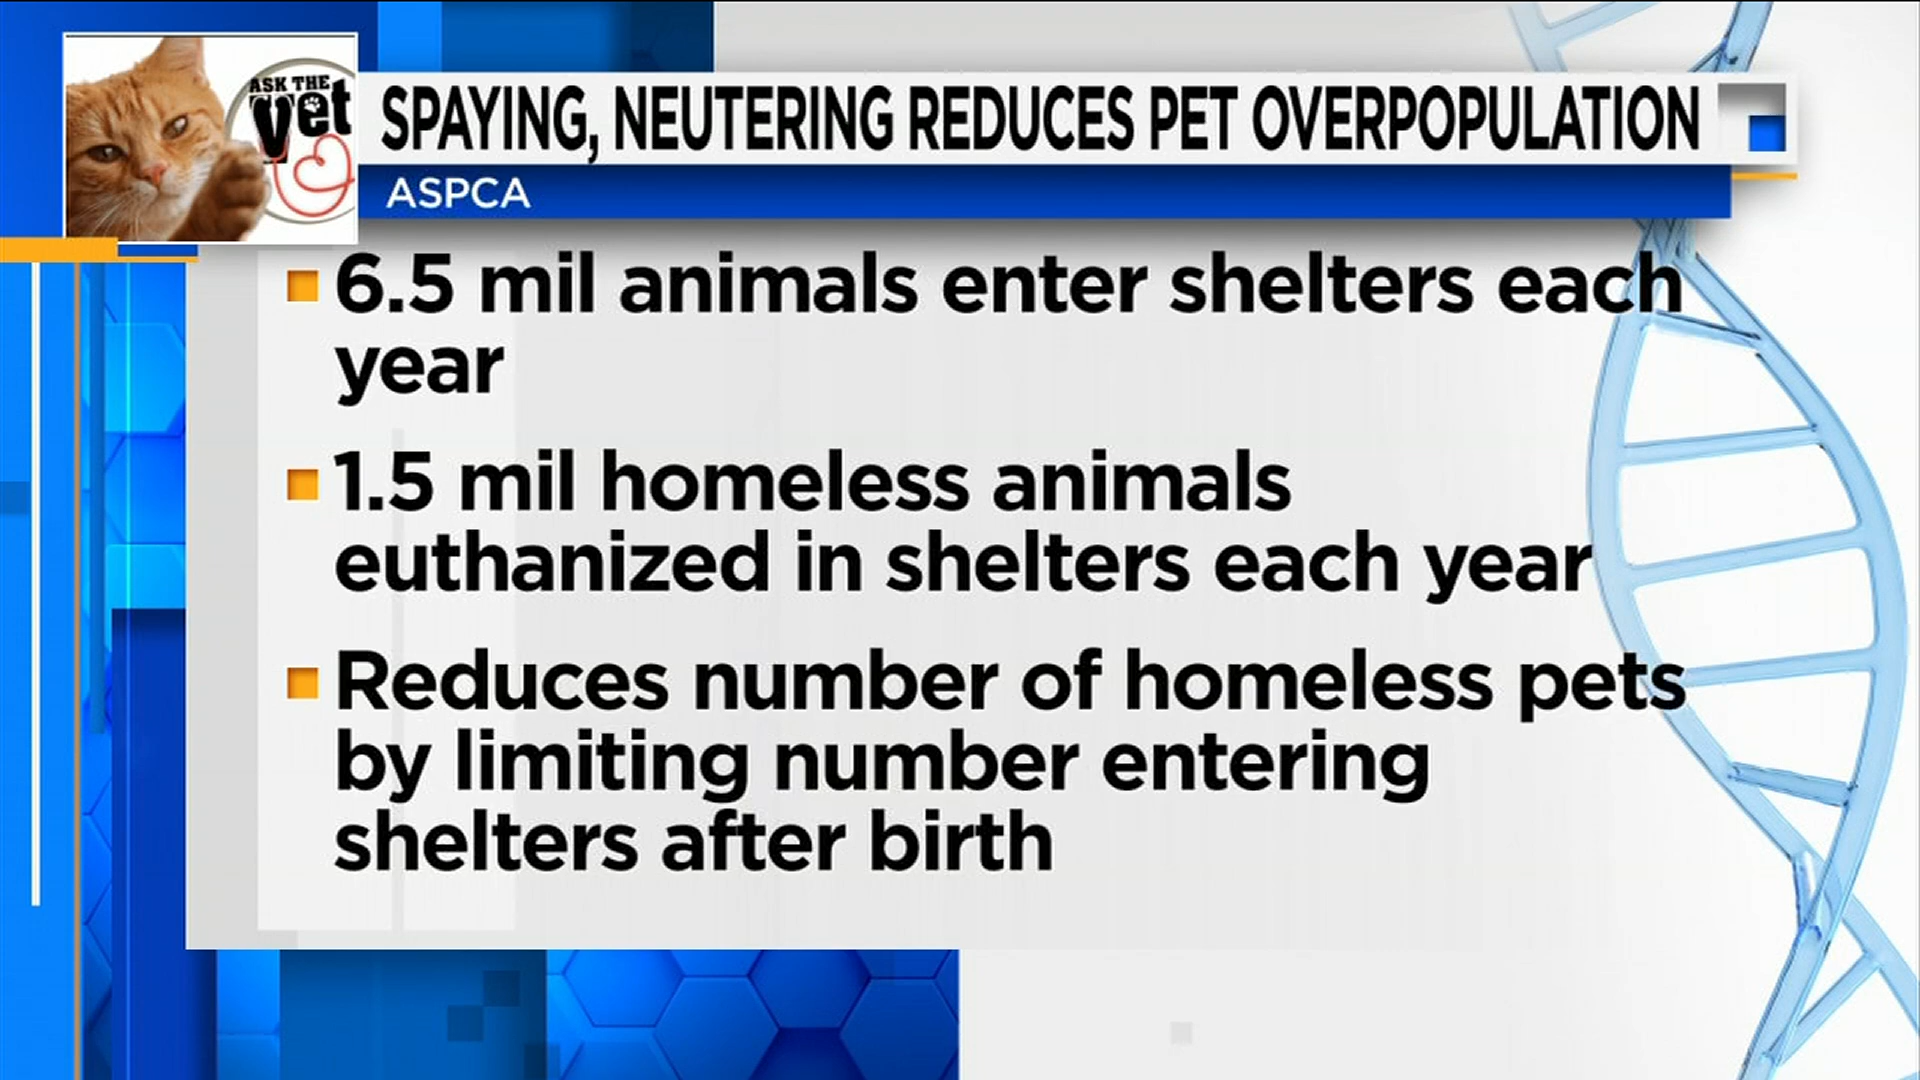 ASK THE
vet
SPAYING, NEUTERING REDUCES PET OVERPOPULATION
ASPCA
6.5 mil animals enter shelters each
year
1.5 mil homeless animals
euthanized in shelters each year
Reduces number of homeless pets
by limiting number entering
shelters after birth